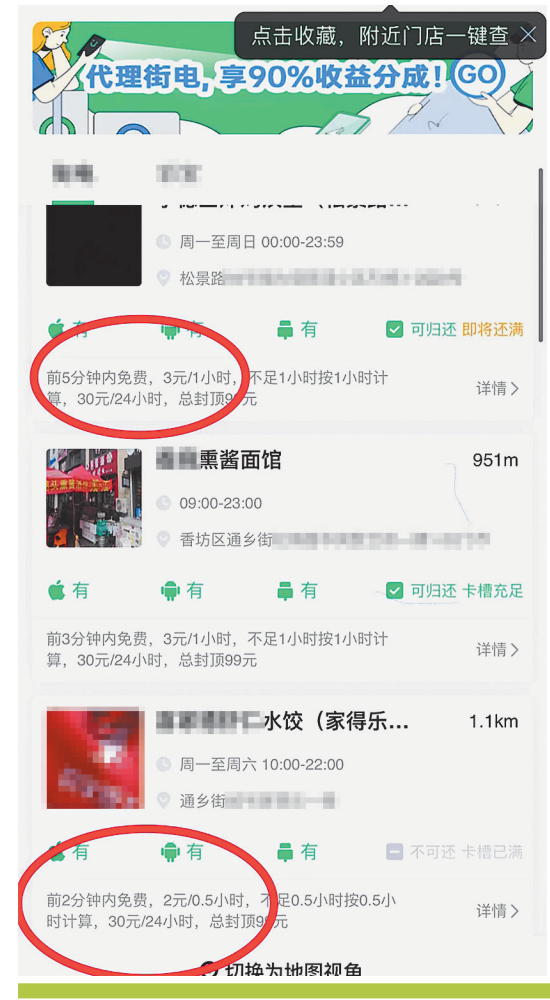 点击收藏，附近门店一键查 ×
代理街电，享90%收益分成！GO
周一至周日 00:00-23:59
松景路
有 有 有 可归还 即将还满
前5分钟内免费，3元/1小时，不足1小时按1小时计
算，30元/24小时，总封顶99元
详情 >
熏酱面馆 951m
09:00-23:00
香坊区通乡街
有 有 有 可归还 卡槽充足
前3分钟内免费，3元/1小时，不足1小时按1小时计
算，30元/24小时，总封顶99元
详情 >
水饺（家得乐... 1.1km
周一至周六 10:00-22:00
通乡街
有 有 有 不可还 卡槽已满
前2分钟内免费，2元/0.5小时，不足0.5小时按0.5小
时计算，30元/24小时，总封顶99元
详情 >
切换为地图视角